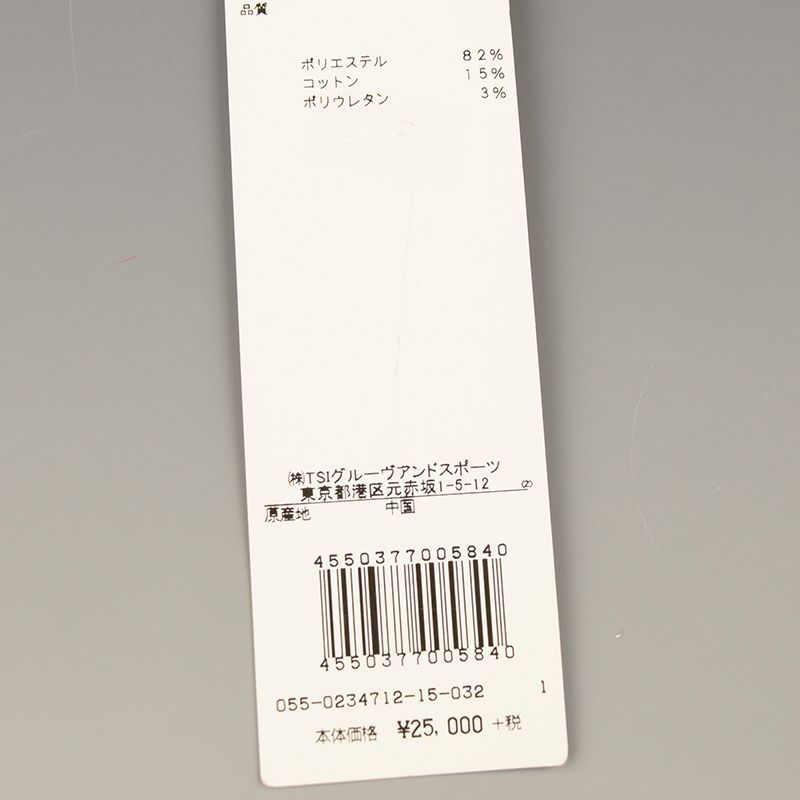 品質
ポリエステル 82%
コットン 15%
ポリウレタン 3%
㈱TSIグルーヴアンドスポーツ
東京都港区元赤坂1-5-12 (2)
原産地 中国
4550377005840
4550377005840
055-0234712-15-032 1
本体価格 ¥25,000 +税